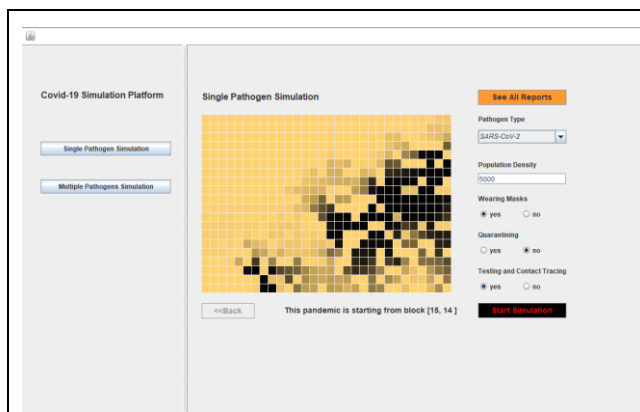 Covid-19 Simulation Platform
Single Pathogen Simulation
Multiple Pathogens Simulation
Single Pathogen Simulation
<<Back
This pandemic is starting from block [15, 14 ]
See All Reports
Pathogen Type
SARS-CoV-2
Population Density
5000
Wearing Masks
yes no
Quarantining
yes no
Testing and Contact Tracing
yes no
Start Simulation